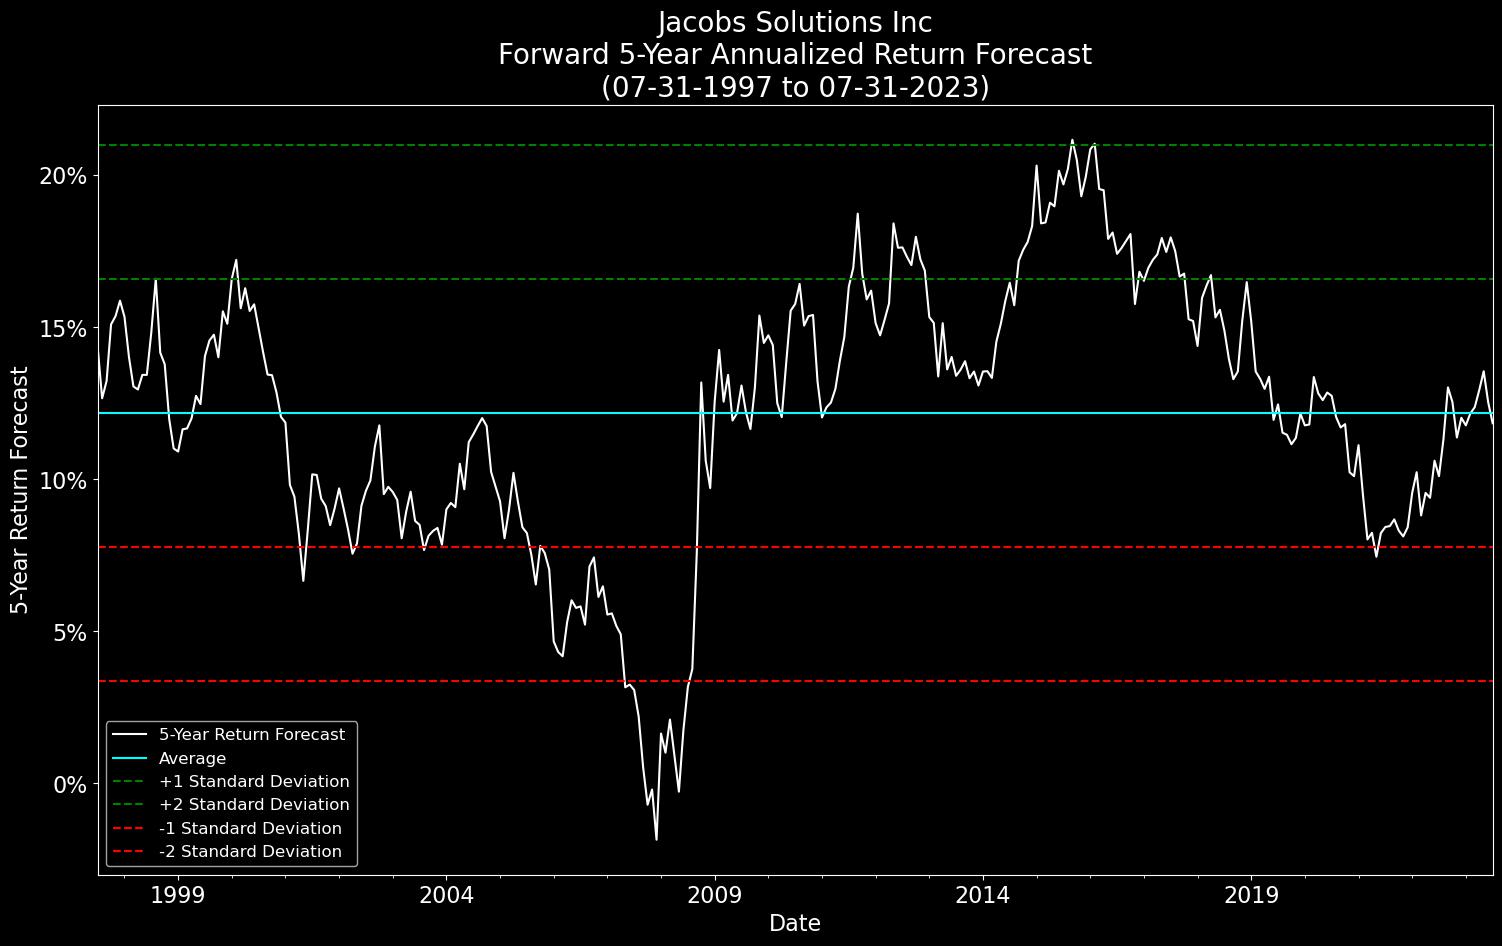 Jacobs Solutions Inc
Forward 5-Year Annualized Return Forecast
(07-31-1997 to 07-31-2023)
5-Year Return Forecast
20%
15%
10%
5%
0%
5-Year Return Forecast
Average
+1 Standard Deviation
+2 Standard Deviation
-1 Standard Deviation
-2 Standard Deviation
1999 2004 2009 2014 2019
Date